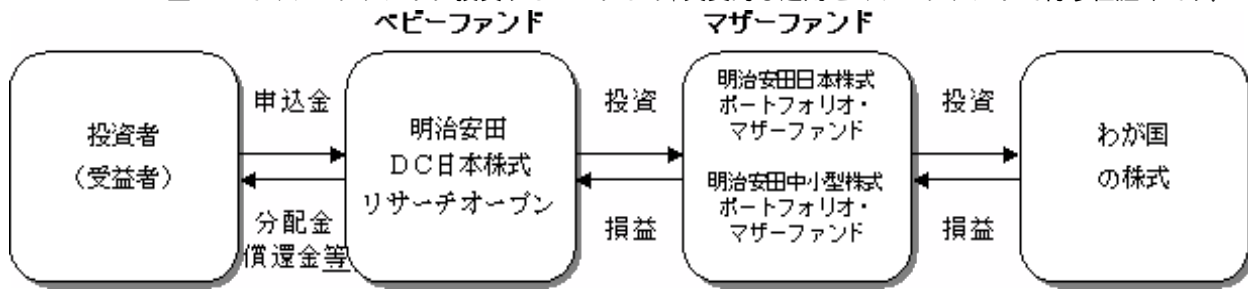 ベビーファンド
マザーファンド
投資者
（受益者）
申込金
分配金
償還金等
明治安田
ＤＣ日本株式
リサーチオープン
投資
損益
明治安田日本株式
ポートフォリオ・
マザーファンド
明治安田中小型株式
ポートフォリオ・
マザーファンド
投資
損益
わが国
の株式